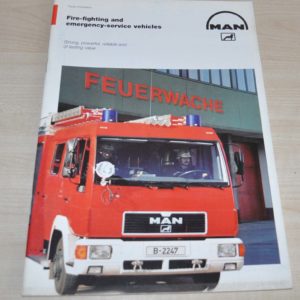 Fire-fighting and
emergency-service vehicles
Strong, powerful, reliable and
of lasting value
MAN
FEUERWACHE
MAN
B-2247